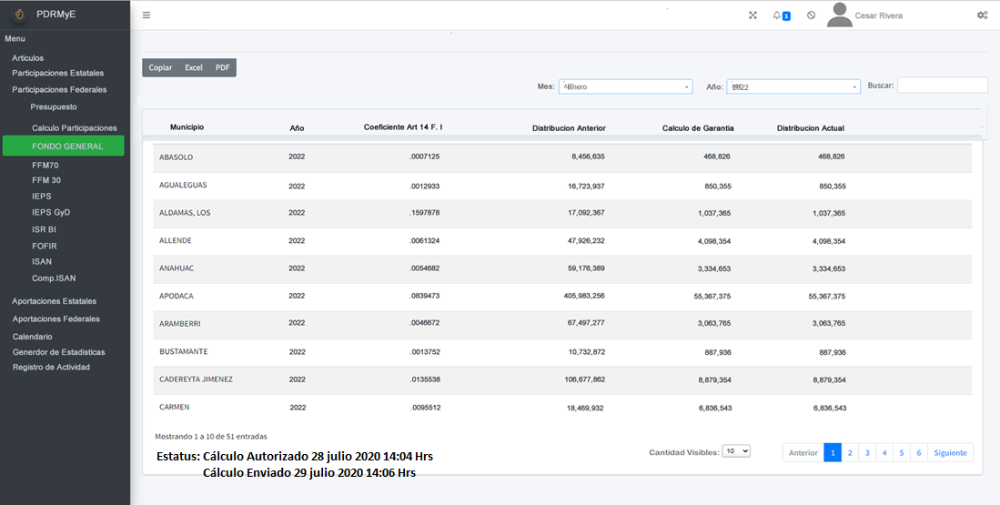 PDRMyE
Cesar Rivera
1
Menu
Articulos
Participaciones Estatales
Participaciones Federales
Presupuesto
Calculo Participaciones
FONDO GENERAL
FFM70
FFM 30
IEPS
IEPS GyD
ISR BI
FOFIR
ISAN
Comp.ISAN
Aportaciones Estatales
Aportaciones Federales
Calendario
Generdor de Estadisticas
Registro de Actividad
Copiar Excel PDF
Mes: Enero Año: 2022 Buscar:
Municipio Año Coeficiente Art 14 F. I Distribucion Anterior Calculo de Garantia Distribucion Actual
ABASOLO 2022 .0007125 8,456,635 468,826 468,826
AGUALEGUAS 2022 .0012933 16,723,937 850,355 850,355
ALDAMAS, LOS 2022 .1597878 17,092,367 1,037,365 1,037,365
ALLENDE 2022 .0061324 47,926,232 4,098,354 4,098,354
ANAHUAC 2022 .0054682 59,176,389 3,334,653 3,334,653
APODACA 2022 .0839473 405,983,256 55,367,375 55,367,375
ARAMBERRI 2022 .0046672 67,497,277 3,063,765 3,063,765
BUSTAMANTE 2022 .0013752 10,732,872 887,936 887,936
CADEREYTA JIMENEZ 2022 .0135538 106,677,862 8,879,354 8,879,354
CARMEN 2022 .0095512 18,469,932 6,836,543 6,836,543
Mostrando 1 a 10 de 51 entradas
Cantidad Visibles: 10 Anterior 1 2 3 4 5 6 Siguiente
Estatus: Cálculo Autorizado 28 julio 2020 14:04 Hrs
Cálculo Enviado 29 julio 2020 14:06 Hrs